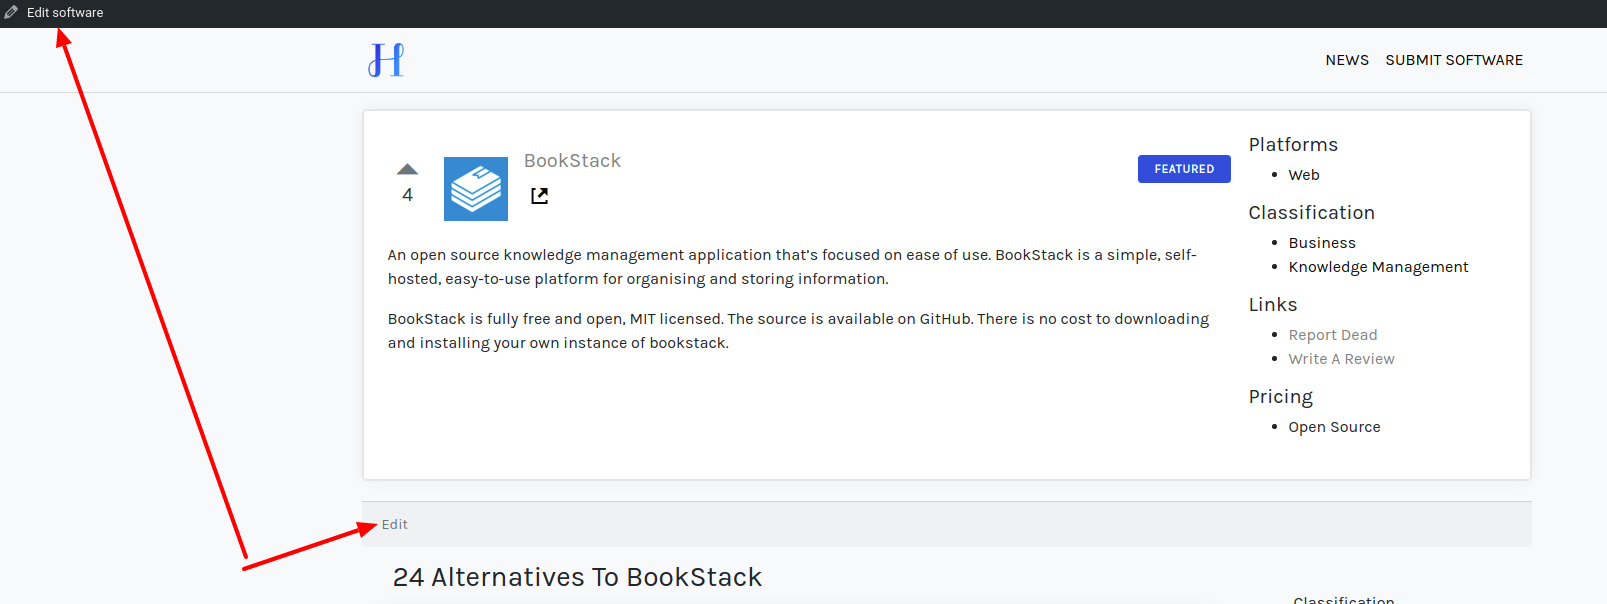 Edit software
H
NEWS SUBMIT SOFTWARE
BookStack
4
FEATURED
An open source knowledge management application that’s focused on ease of use. BookStack is a simple, self-
hosted, easy-to-use platform for organising and storing information.
BookStack is fully free and open, MIT licensed. The source is available on GitHub. There is no cost to downloading
and installing your own instance of bookstack.
Platforms
Web
Classification
Business
Knowledge Management
Links
Report Dead
Write A Review
Pricing
Open Source
Edit
24 Alternatives To BookStack
Classification